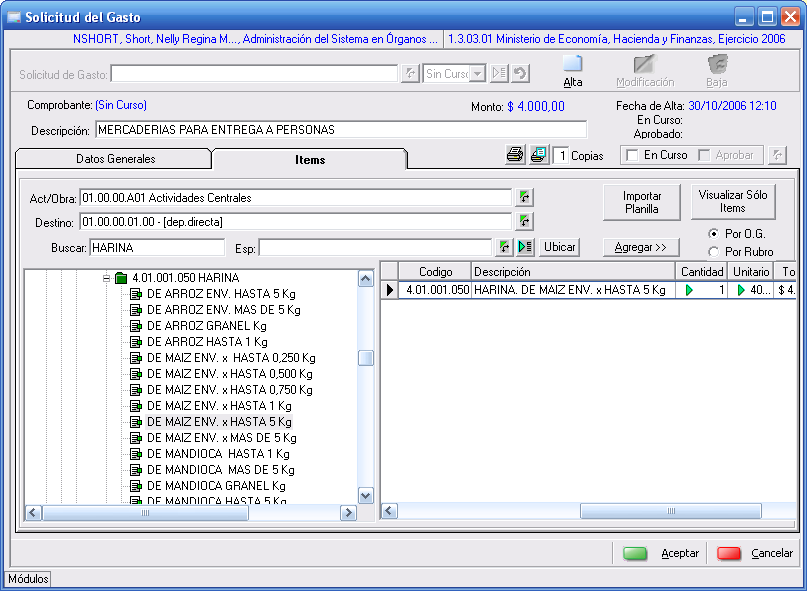 Solicitud del Gasto
NSHORT, Short, Nelly Regina M..., Administración del Sistema en Órganos ... 1.3.03.01 Ministerio de Economía, Hacienda y Finanzas, Ejercicio 2006
Solicitud de Gasto: Sin Curso Alta Modificación Baja
Comprobante: (Sin Curso) Monto: $ 4.000,00 Fecha de Alta: 30/10/2006 12:10
En Curso:
Aprobado:
Descripción: MERCADERIAS PARA ENTREGA A PERSONAS
Datos Generales Items 1 Copias En Curso Aprobar
Act/Obra: 01.00.00.A01 Actividades Centrales
Destino: 01.00.00.01.00 - [dep.directa]
Importar Planilla Visualizar Sólo Items
Por O.G.
Buscar: HARINA Esp: Ubicar Agregar >> Por Rubro
4.01.001.050 HARINA
DE ARROZ ENV. HASTA 5 Kg
DE ARROZ ENV. MAS DE 5 Kg
DE ARROZ GRANEL Kg
DE ARROZ HASTA 1 Kg
DE MAIZ ENV. x HASTA 0,250 Kg
DE MAIZ ENV. x HASTA 0,500 Kg
DE MAIZ ENV. x HASTA 0,750 Kg
DE MAIZ ENV. x HASTA 1 Kg
DE MAIZ ENV. x HASTA 5 Kg
DE MAIZ ENV. x MAS DE 5 Kg
DE MANDIOCA HASTA 1 Kg
DE MANDIOCA MAS DE 5 Kg
DE MANDIOCA GRANEL Kg
DE MANDIOCA HASTA 5 Kg
Codigo Descripción Cantidad Unitario To
4.01.001.050 HARINA. DE MAIZ ENV. x HASTA 5 Kg 1 40... $ 4.
Aceptar Cancelar
Módulos